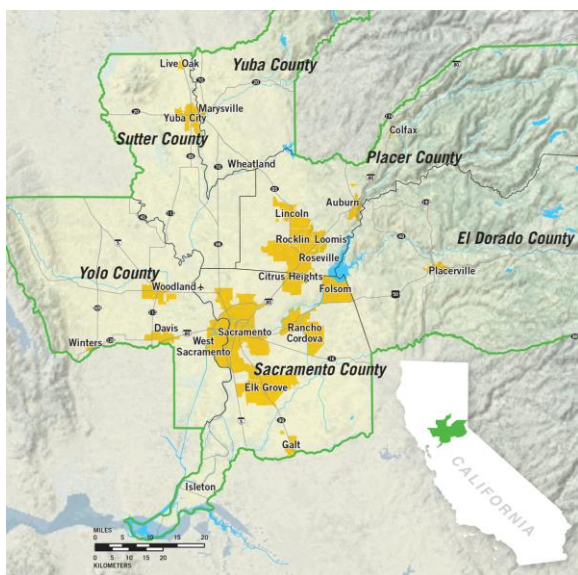 Live Oak
Yuba County
Marysville
Yuba City
Sutter County
Colfax
Placer County
Wheatland
Auburn
Lincoln
Rocklin Loomis
Roseville
El Dorado County
Yolo County
Citrus Heights
Placerville
Woodland+
Folsom
Davis
Sacramento
Rancho
Cordova
West
Sacramento
Winters
Sacramento County
Elk Grove
Galt
CALIFORNIA
Isleton
MILES
0 5 10 15 20
0 5 10 15 20
KILOMETERS